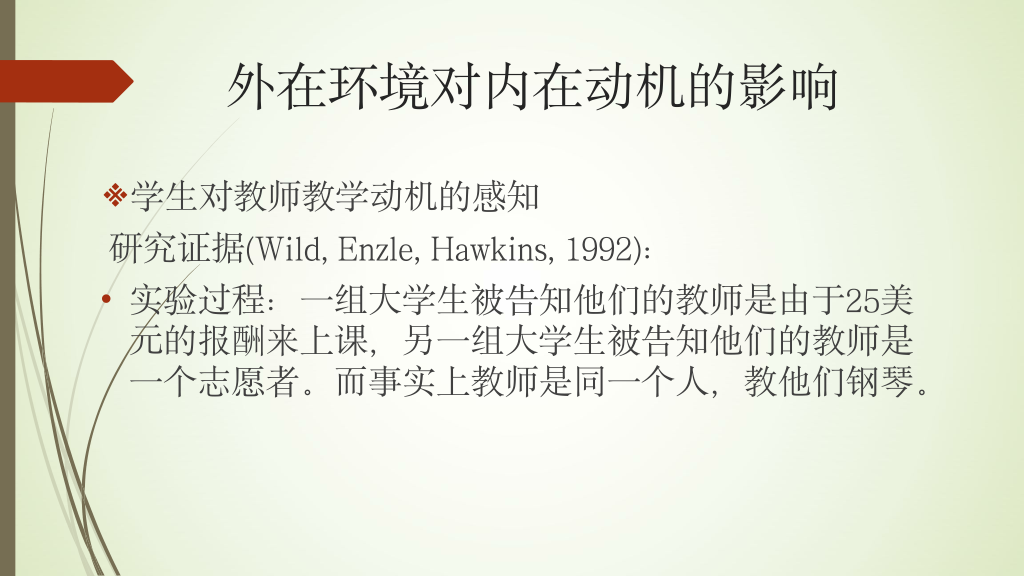 外在环境对内在动机的影响
❖学生对教师教学动机的感知
研究证据(Wild, Enzle, Hawkins, 1992):
• 实验过程：一组大学生被告知他们的教师是由于25美
元的报酬来上课，另一组大学生被告知他们的教师是
一个志愿者。而事实上教师是同一个人，教他们钢琴。